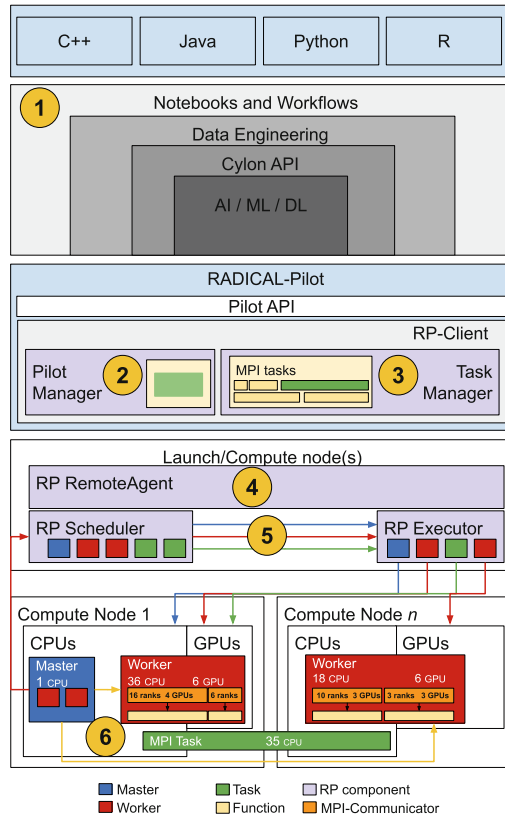 C++ Java Python R
1
Notebooks and Workflows
Data Engineering
Cylon API
AI / ML / DL
RADICAL-Pilot
Pilot API
RP-Client
Pilot Manager
2
MPI tasks
3
Task Manager
Launch/Compute node(s)
RP RemoteAgent
4
RP Scheduler
5
RP Executor
Compute Node 1
CPUs
GPUs
Master
1 CPU
Worker
36 CPU 6 GPU
16 ranks 4 GPUs 6 ranks
Compute Node n
CPUs
GPUs
Worker
18 CPU 6 GPU
10 ranks 3 GPUs 3 ranks 3 GPUs
6
MPI Task 35 CPU
Master Task RP component
Worker Function MPI-Communicator